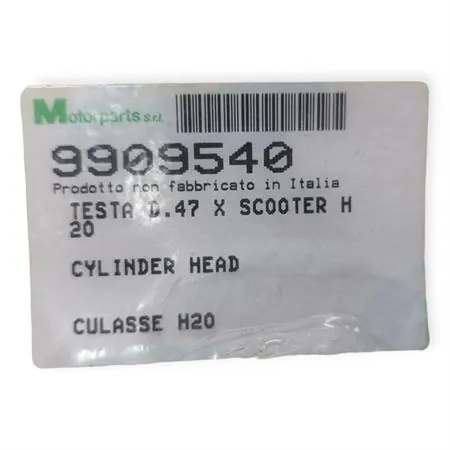 Motorparts s.r.l.
9909540
Prodotto non fabbricato in Italia
TESTA D.47 X SCOOTER H
20
CYLINDER HEAD
CULASSE H20